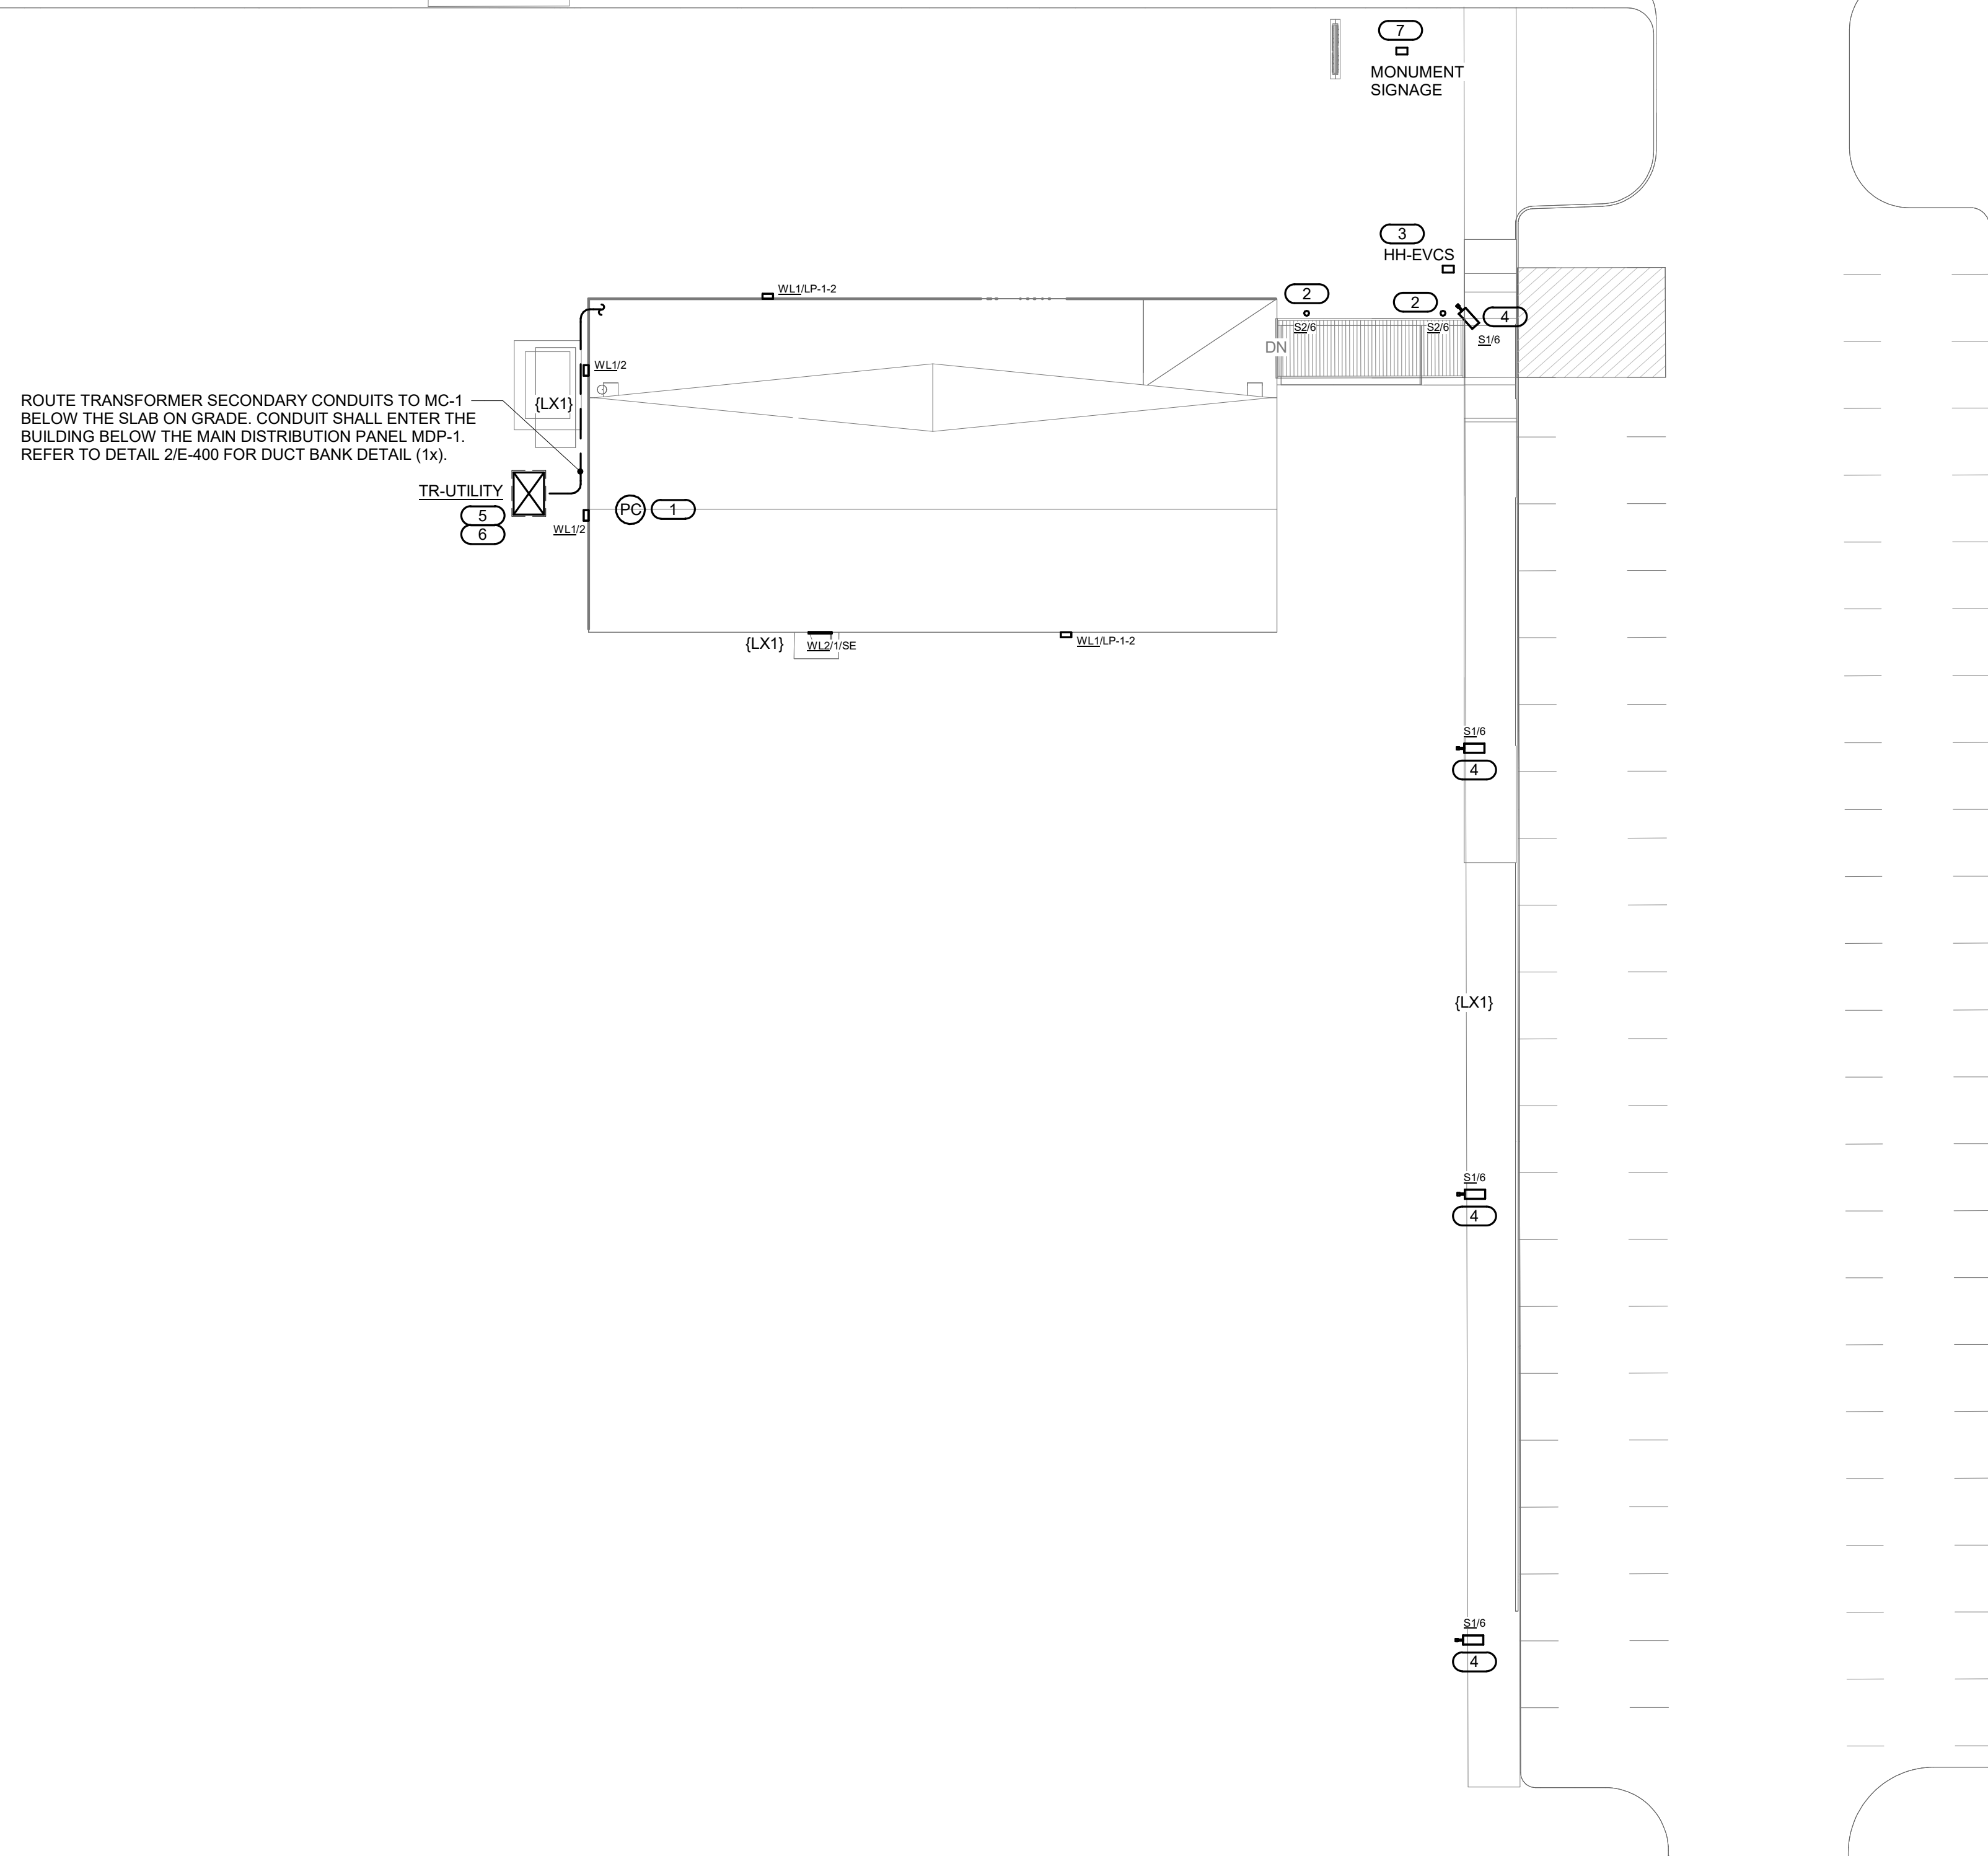 7
MONUMENT
SIGNAGE
3
HH-EVCS
WL1/LP-1-2
2
2
S2/6
S2/6
4
S1/6
DN
WL1/2
{LX1}
ROUTE TRANSFORMER SECONDARY CONDUITS TO MC-1
BELOW THE SLAB ON GRADE. CONDUIT SHALL ENTER THE
BUILDING BELOW THE MAIN DISTRIBUTION PANEL MDP-1.
REFER TO DETAIL 2/E-400 FOR DUCT BANK DETAIL (1x).
TR-UTILITY
5
6
WL1/2
PC
1
{LX1}
WL2/1/SE
WL1/LP-1-2
S1/6
4
{LX1}
S1/6
4
S1/6
4